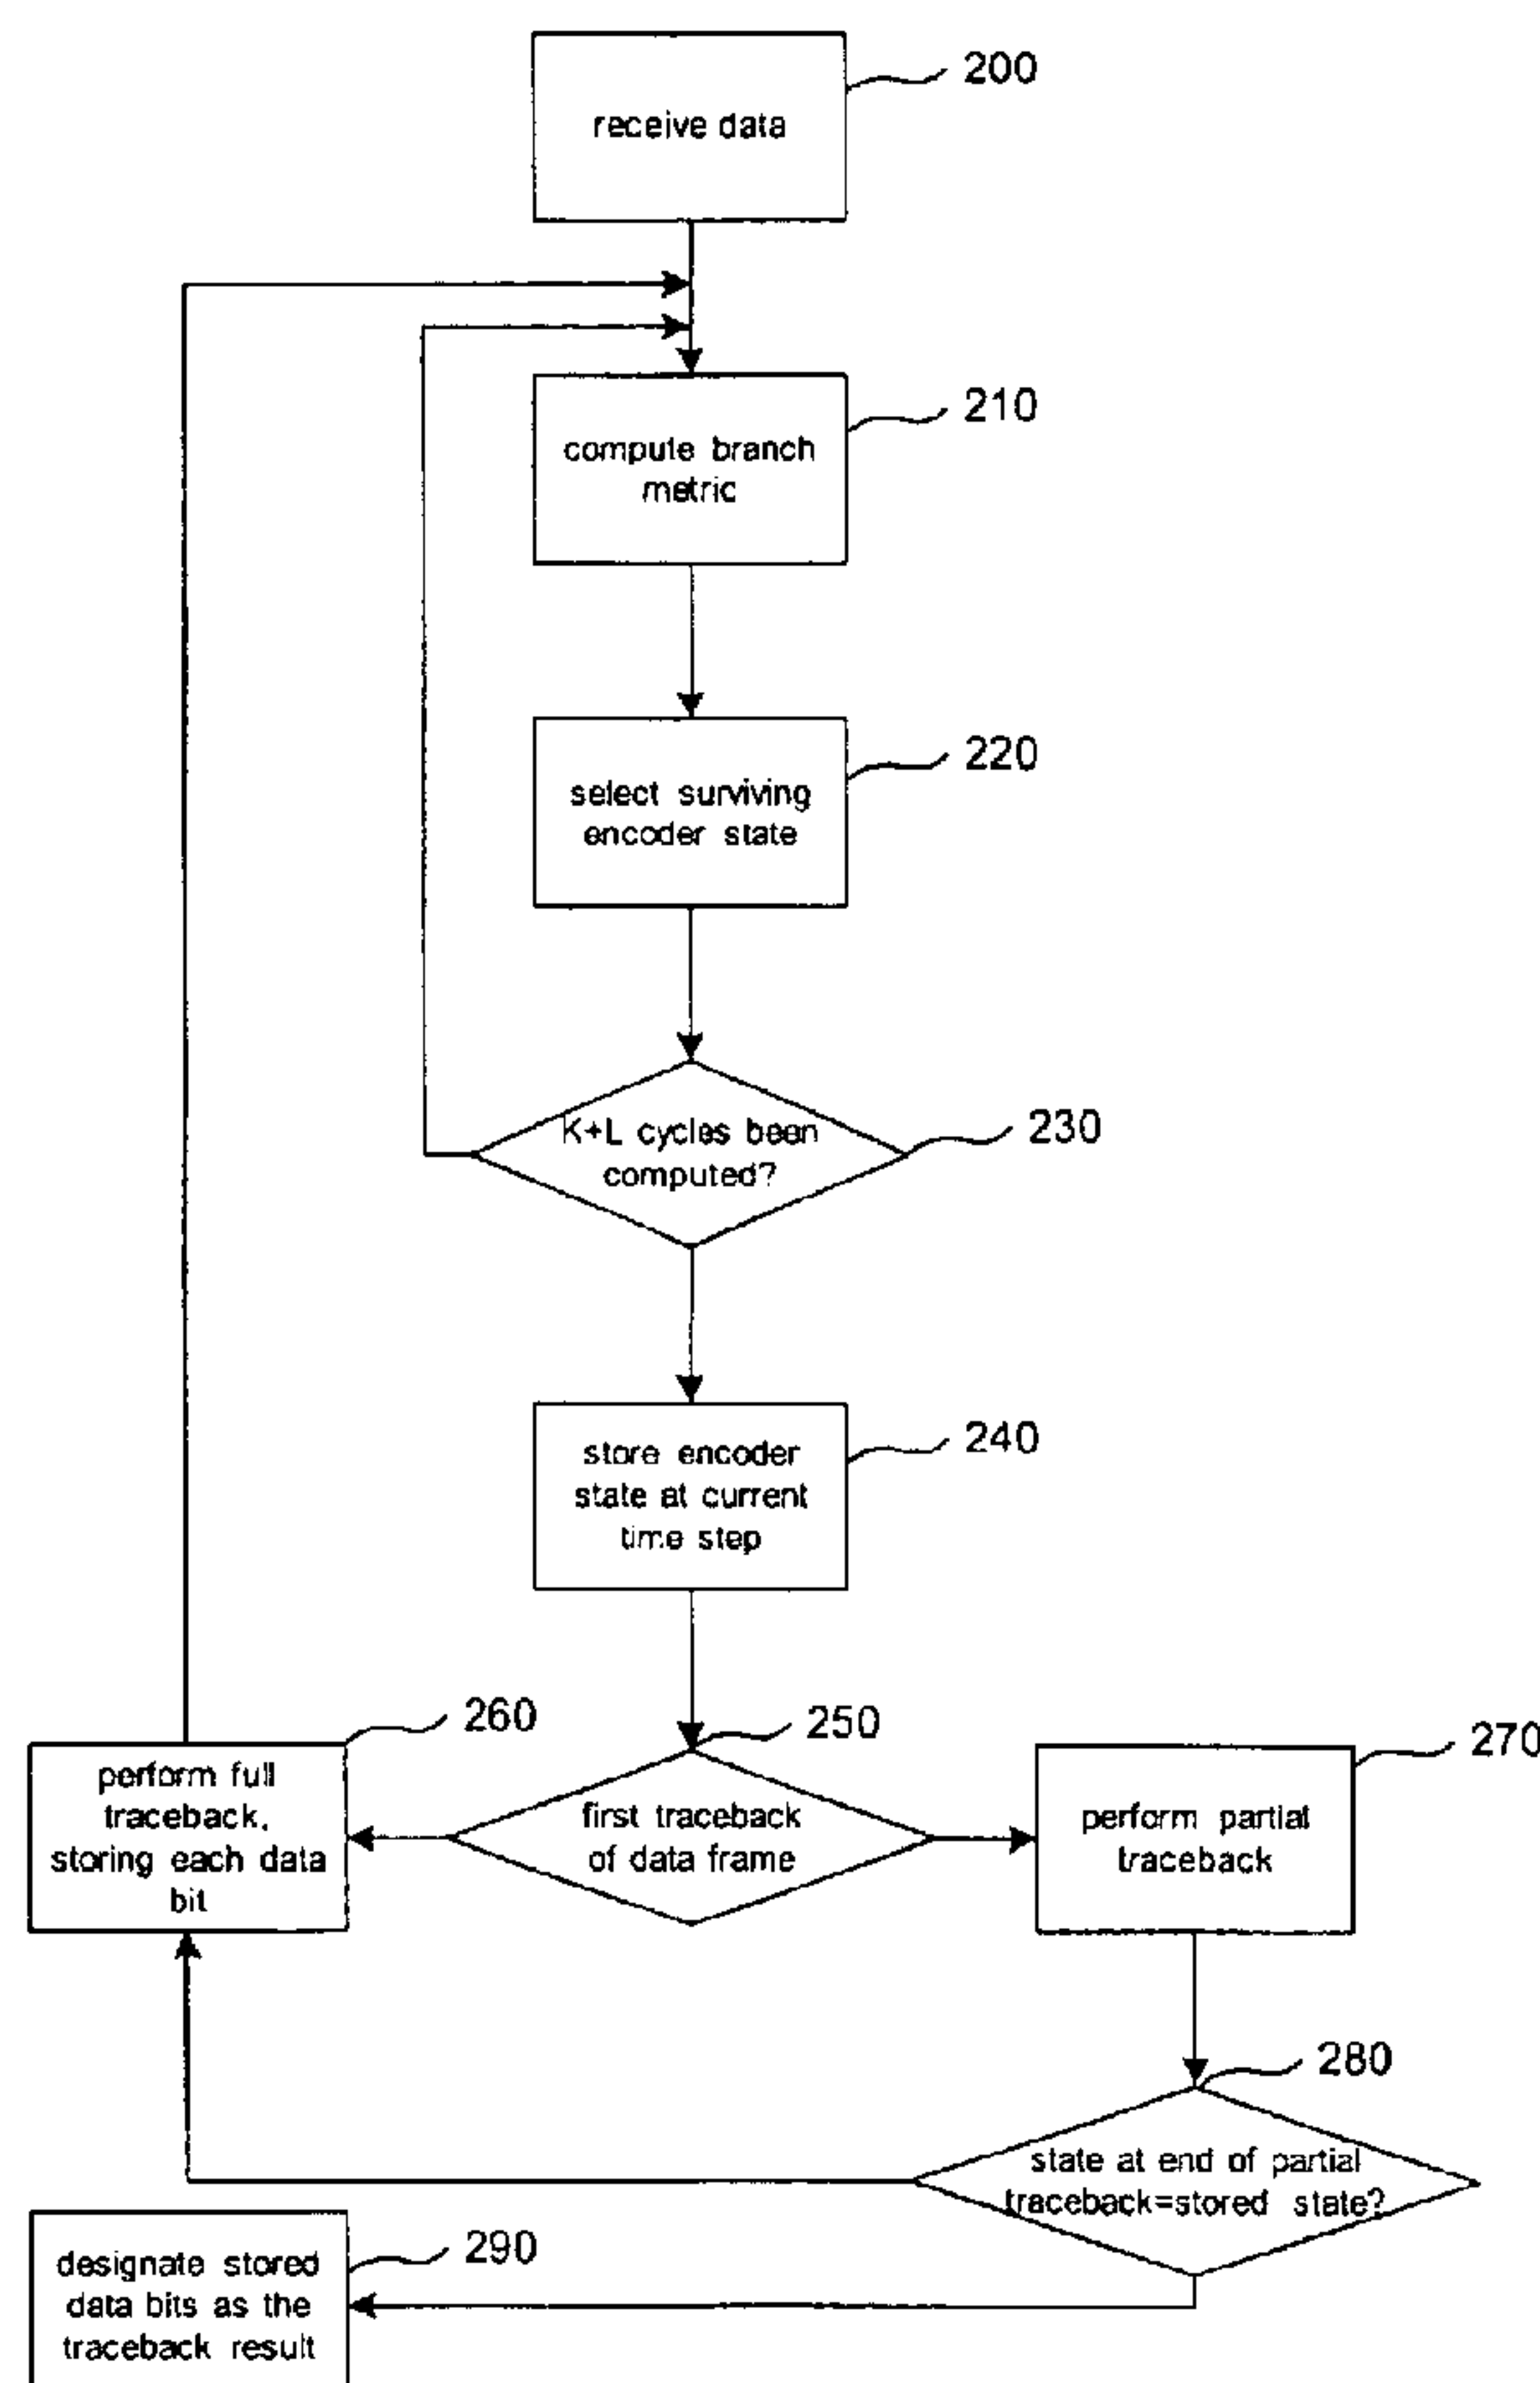 200
receive data
210
compute branch
metric
220
select surviving
encoder state
K+L cycles been
computed?
230
store encoder
state at current
time step
240
260
perform full
traceback,
storing each data
bit
250
first traceback
of data frame
270
perform partial
traceback
280
state at end of partial
traceback=stored state?
290
designate stored
data bits as the
traceback result